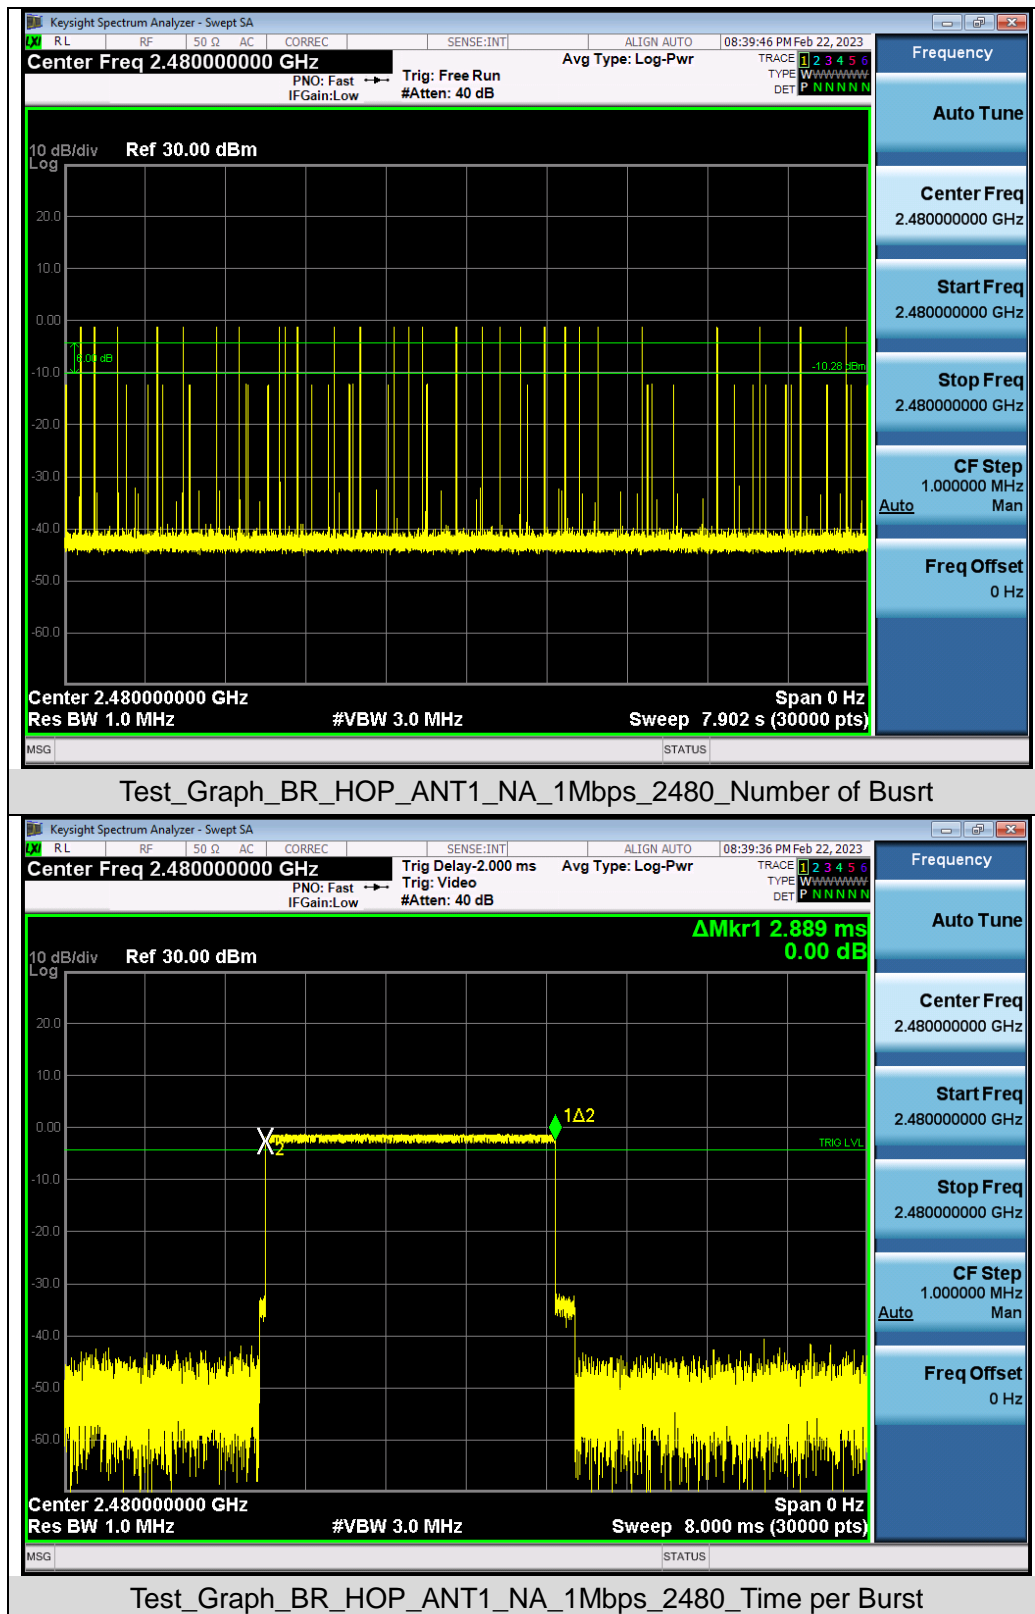 Keysight Spectrum Analyzer - Swept SA
LXI RL RF 50 Ω AC CORREC SENSE:INT ALIGN AUTO 08:39:46 PM Feb 22, 2023
Center Freq 2.480000000 GHz Avg Type: Log-Pwr TRACE 1 2 3 4 5 6
PNO: Fast Trig: Free Run TYPE WWWWWW
IFGain:Low #Atten: 40 dB DET P N N N N N
10 dB/div Ref 30.00 dBm
Log
20.0
10.0
0.00
6.00 dB
-10.0
-10.28 dBm
-20.0
-30.0
-40.0
-50.0
-60.0
Center 2.480000000 GHz Span 0 Hz
Res BW 1.0 MHz #VBW 3.0 MHz Sweep 7.902 s (30000 pts)
MSG STATUS
Frequency
Auto Tune
Center Freq
2.480000000 GHz
Start Freq
2.480000000 GHz
Stop Freq
2.480000000 GHz
CF Step
1.000000 MHz
Auto Man
Freq Offset
0 Hz
Test_Graph_BR_HOP_ANT1_NA_1Mbps_2480_Number of Busrt
Keysight Spectrum Analyzer - Swept SA
LXI RL RF 50 Ω AC CORREC SENSE:INT ALIGN AUTO 08:39:36 PM Feb 22, 2023
Center Freq 2.480000000 GHz Trig Delay-2.000 ms Avg Type: Log-Pwr TRACE 1 2 3 4 5 6
PNO: Fast Trig: Video TYPE WWWWWW
IFGain:Low #Atten: 40 dB DET P N N N N N
ΔMkr1 2.889 ms
0.00 dB
10 dB/div Ref 30.00 dBm
Log
20.0
10.0
0.00
1Δ2
2
TRIG LVL
-10.0
-20.0
-30.0
-40.0
-50.0
-60.0
Center 2.480000000 GHz Span 0 Hz
Res BW 1.0 MHz #VBW 3.0 MHz Sweep 8.000 ms (30000 pts)
MSG STATUS
Frequency
Auto Tune
Center Freq
2.480000000 GHz
Start Freq
2.480000000 GHz
Stop Freq
2.480000000 GHz
CF Step
1.000000 MHz
Auto Man
Freq Offset
0 Hz
Test_Graph_BR_HOP_ANT1_NA_1Mbps_2480_Time per Burst